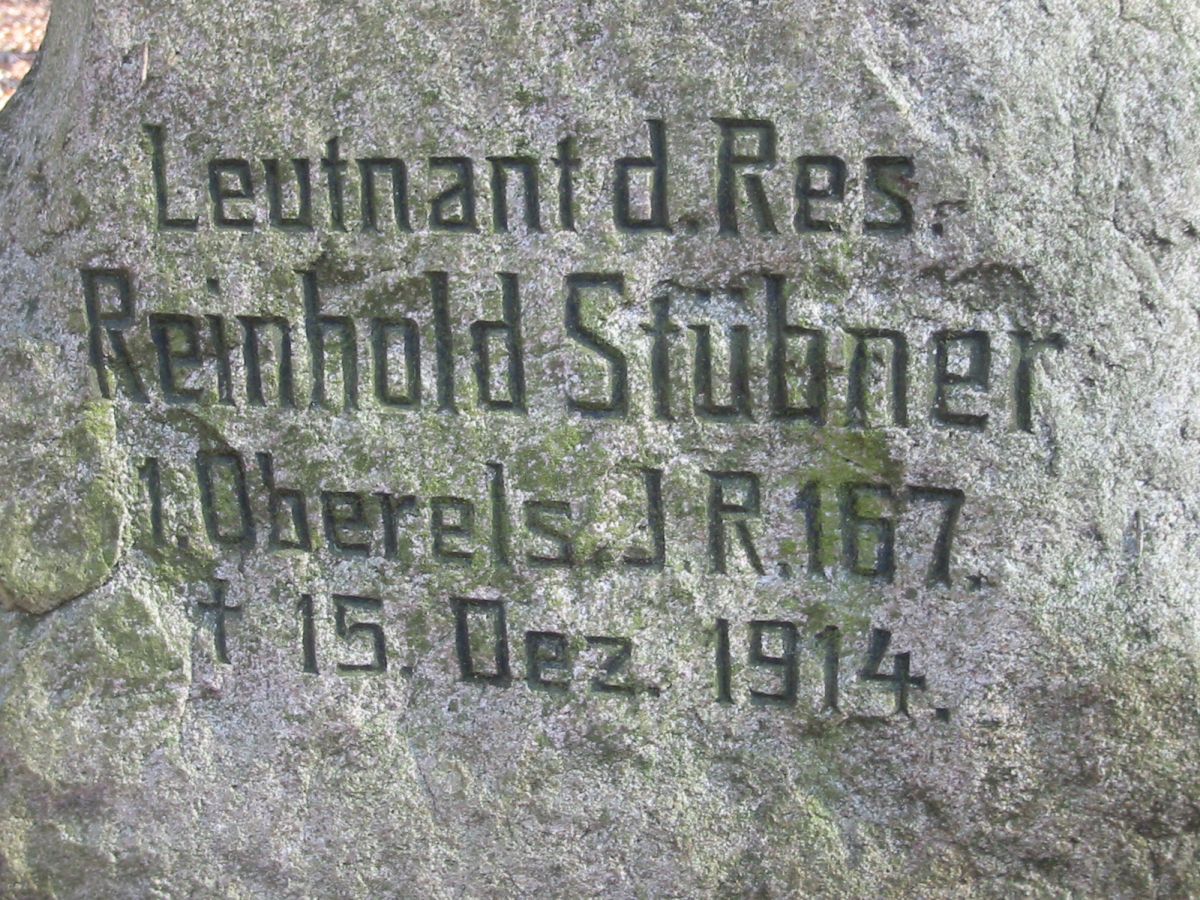 Leutnant d. Res.
Reinhold Stübner
1. Oberels. J R. 167.
† 15. Dez. 1914.